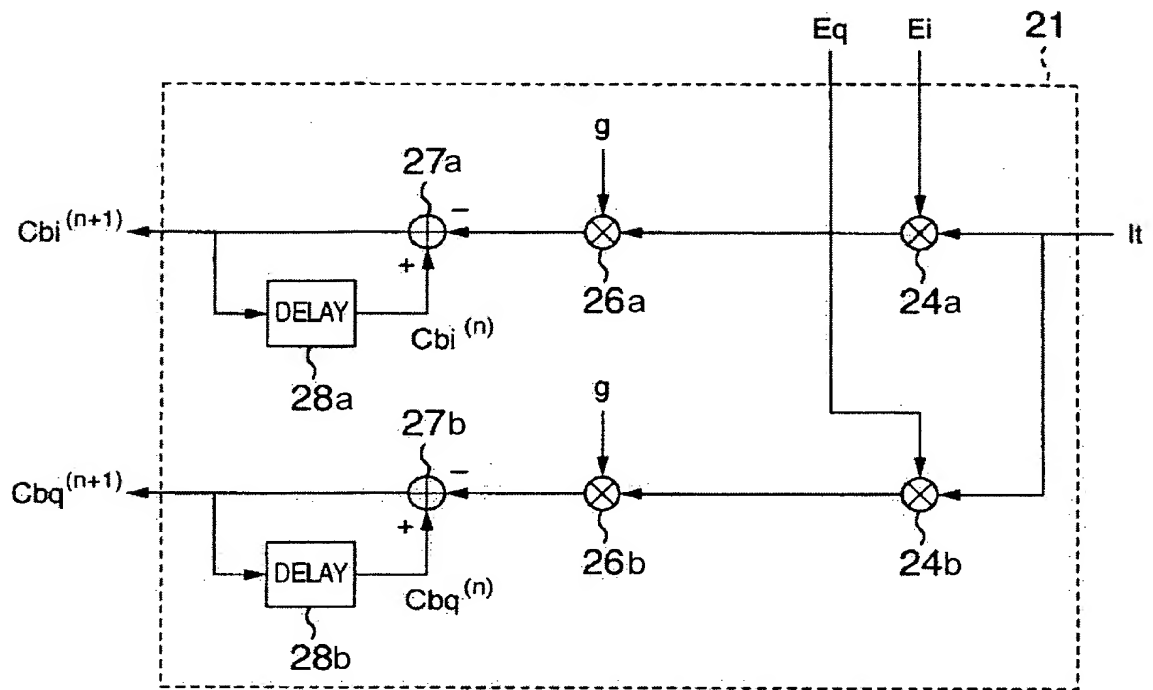 21
Eq
Ei
g
27a
−
Cbi(n+1)
It
+
DELAY
Cbi(n)
26a
24a
28a
g
27b
−
Cbq(n+1)
+
DELAY
Cbq(n)
26b
24b
28b